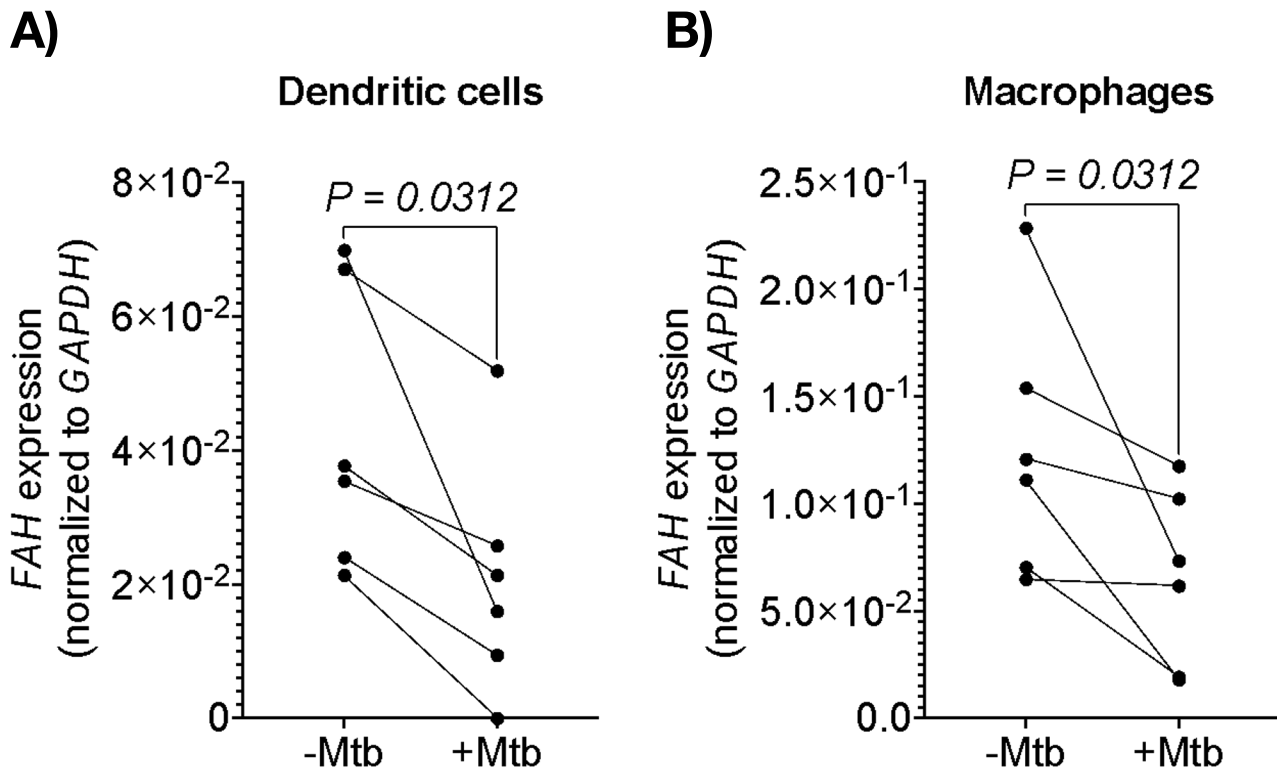 A)
Dendritic cells
FAH expression
(normalized to GAPDH)
8×10-2
6×10-2
4×10-2
2×10-2
0
P = 0.0312
-Mtb
+Mtb
B)
Macrophages
FAH expression
(normalized to GAPDH)
2.5×10-1
2.0×10-1
1.5×10-1
1.0×10-1
5.0×10-2
0.0
P = 0.0312
-Mtb
+Mtb